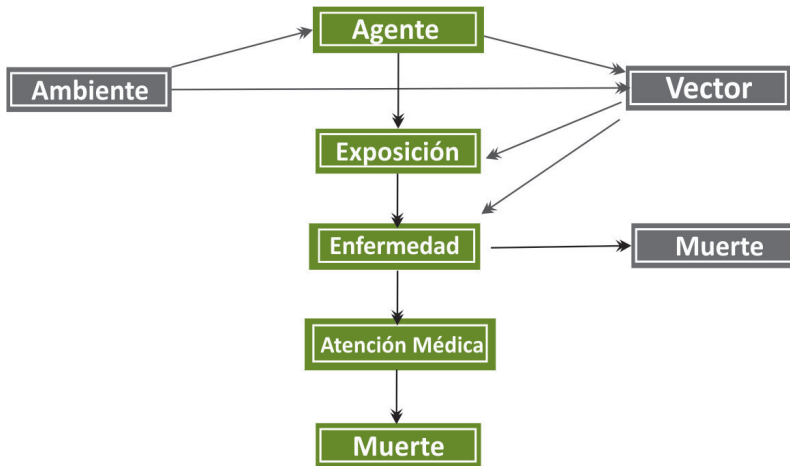 Agente
Ambiente
Vector
Exposición
Enfermedad
Muerte
Atención Médica
Muerte